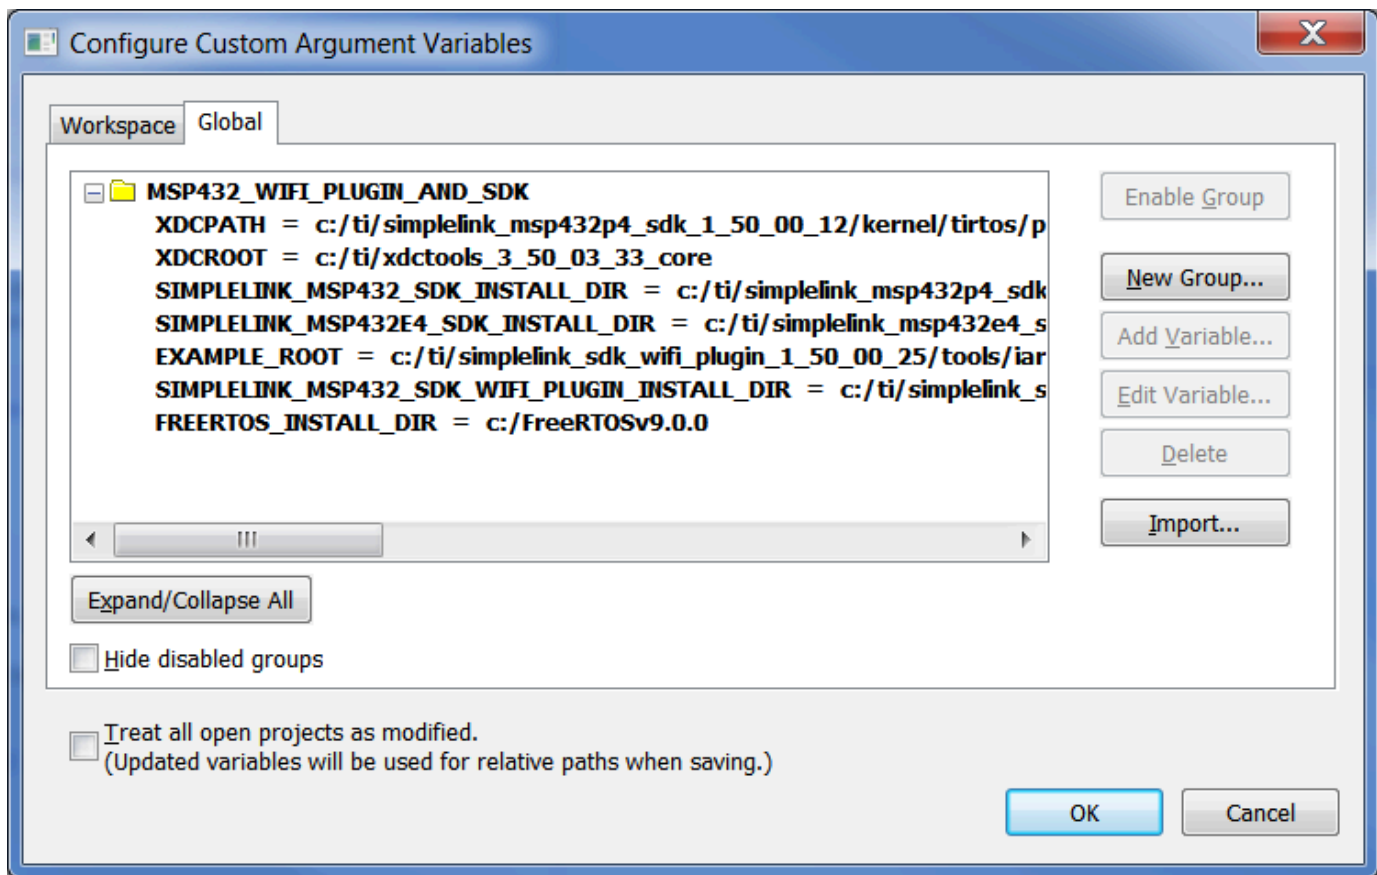 Configure Custom Argument Variables
Workspace
Global
MSP432_WIFI_PLUGIN_AND_SDK
XDCPATH = c:/ti/simplelink_msp432p4_sdk_1_50_00_12/kernel/tirtos/p
XDCROOT = c:/ti/xdctools_3_50_03_33_core
SIMPLELINK_MSP432_SDK_INSTALL_DIR = c:/ti/simplelink_msp432p4_sdk
SIMPLELINK_MSP432E4_SDK_INSTALL_DIR = c:/ti/simplelink_msp432e4_s
EXAMPLE_ROOT = c:/ti/simplelink_sdk_wifi_plugin_1_50_00_25/tools/iar
SIMPLELINK_MSP432_SDK_WIFI_PLUGIN_INSTALL_DIR = c:/ti/simplelink_s
FREERTOS_INSTALL_DIR = c:/FreeRTOSv9.0.0
Enable Group
New Group...
Add Variable...
Edit Variable...
Delete
Import...
Expand/Collapse All
Hide disabled groups
Treat all open projects as modified.
(Updated variables will be used for relative paths when saving.)
OK
Cancel